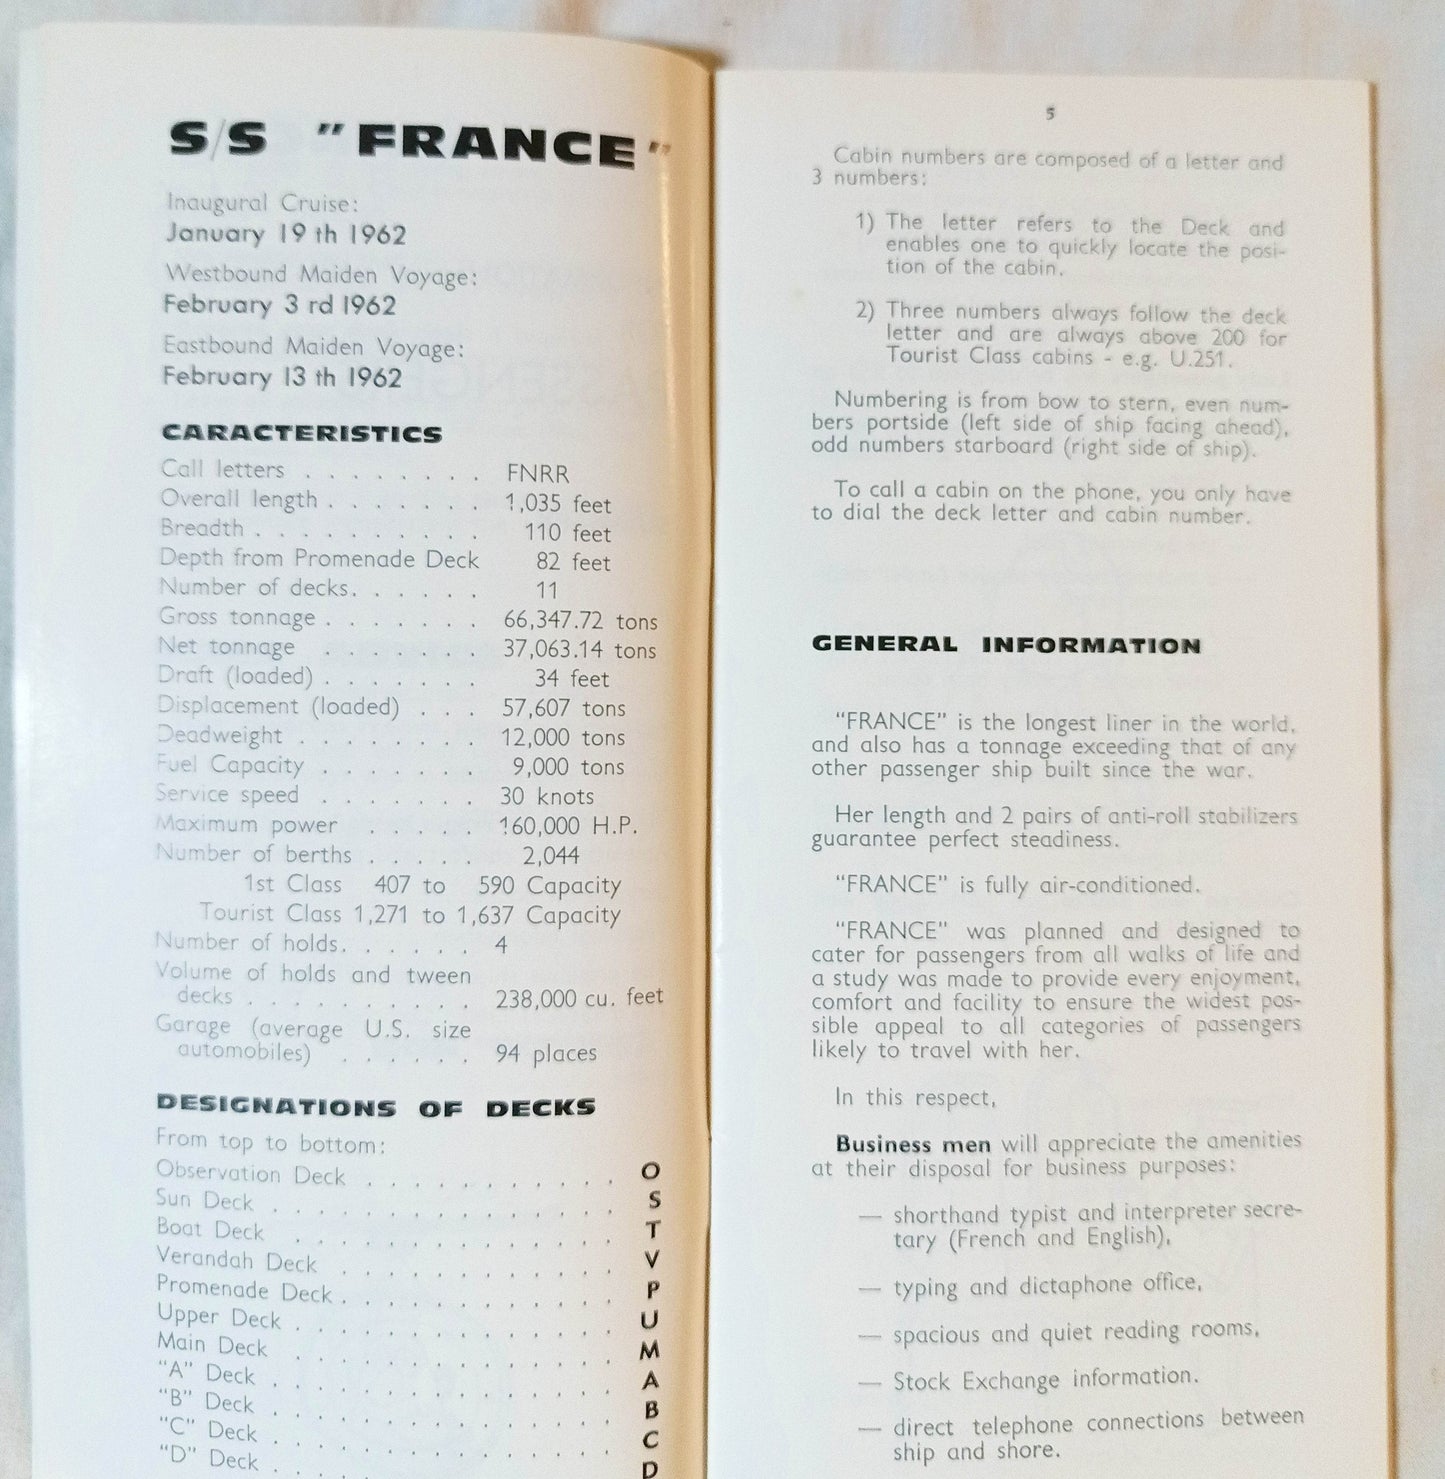 S/S "FRANCE"
Inaugural Cruise:
January 19 th 1962
Westbound Maiden Voyage:
February 3 rd 1962
Eastbound Maiden Voyage:
February 13 th 1962
CARACTERISTICS
Call letters . . . . . . . . FNRR
Overall length . . . . . . . 1,035 feet
Breadth . . . . . . . . . . 110 feet
Depth from Promenade Deck 82 feet
Number of decks. . . . . . 11
Gross tonnage . . . . . . . 66,347.72 tons
Net tonnage . . . . . . . 37,063.14 tons
Draft (loaded) . . . . . . . 34 feet
Displacement (loaded) . . . 57,607 tons
Deadweight . . . . . . . . 12,000 tons
Fuel Capacity . . . . . . . 9,000 tons
Service speed . . . . . . . 30 knots
Maximum power . . . . . 160,000 H.P.
Number of berths . . . . . 2,044
1st Class 407 to 590 Capacity
Tourist Class 1,271 to 1,637 Capacity
Number of holds. . . . . . 4
Volume of holds and tween
decks . . . . . . . . . . 238,000 cu. feet
Garage (average U.S. size
automobiles) . . . . . . 94 places
DESIGNATIONS OF DECKS
From top to bottom:
Observation Deck . . . . . . . . . . . O
Sun Deck . . . . . . . . . . . . . . . S
Boat Deck . . . . . . . . . . . . . . T
Verandah Deck . . . . . . . . . . . . V
Promenade Deck . . . . . . . . . . . . P
Upper Deck . . . . . . . . . . . . . . U
Main Deck . . . . . . . . . . . . . . M
"A" Deck . . . . . . . . . . . . . . . A
"B" Deck . . . . . . . . . . . . . . . B
"C" Deck . . . . . . . . . . . . . . . C
"D" Deck . . . . . . . . . . . . . . . D
5
Cabin numbers are composed of a letter and
3 numbers:
1) The letter refers to the Deck and
enables one to quickly locate the posi-
tion of the cabin.
2) Three numbers always follow the deck
letter and are always above 200 for
Tourist Class cabins - e.g. U.251.
Numbering is from bow to stern, even num-
bers portside (left side of ship facing ahead),
odd numbers starboard (right side of ship).
To call a cabin on the phone, you only have
to dial the deck letter and cabin number.
GENERAL INFORMATION
"FRANCE" is the longest liner in the world,
and also has a tonnage exceeding that of any
other passenger ship built since the war.
Her length and 2 pairs of anti-roll stabilizers
guarantee perfect steadiness.
"FRANCE" is fully air-conditioned.
"FRANCE" was planned and designed to
cater for passengers from all walks of life and
a study was made to provide every enjoyment,
comfort and facility to ensure the widest pos-
sible appeal to all categories of passengers
likely to travel with her.
In this respect,
Business men will appreciate the amenities
at their disposal for business purposes:
— shorthand typist and interpreter secre-
tary (French and English),
— typing and dictaphone office,
— spacious and quiet reading rooms,
— Stock Exchange information.
— direct telephone connections between
ship and shore.